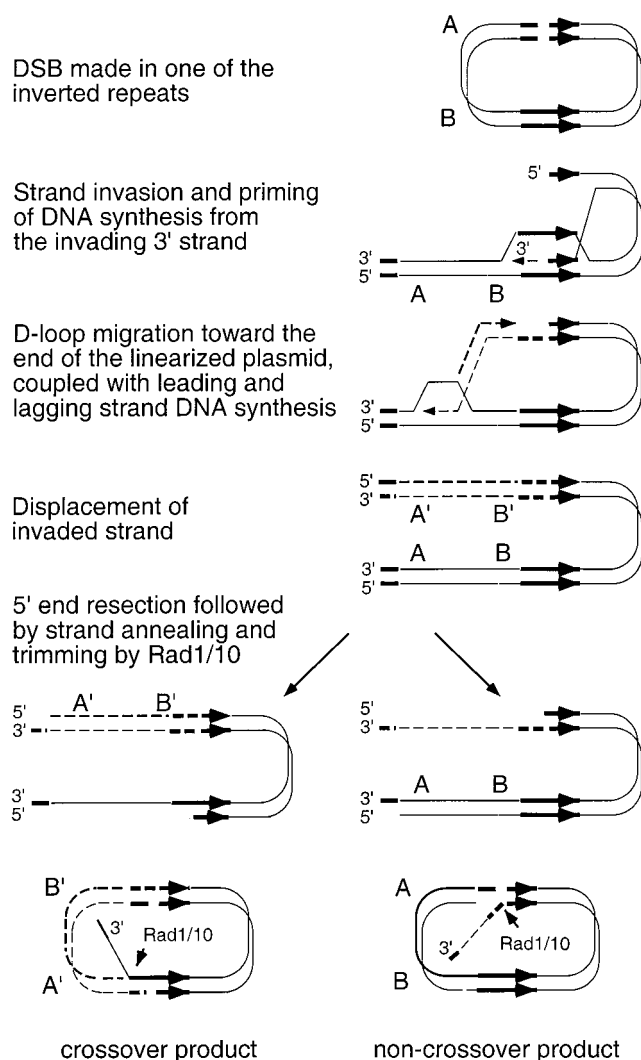 A
DSB made in one of the
inverted repeats
B
5'
Strand invasion and priming
of DNA synthesis from
the invading 3' strand
3'
3'
5'
A B
D-loop migration toward the
end of the linearized plasmid,
coupled with leading and
lagging strand DNA synthesis
3'
5'
5'
3'
Displacement of
invaded strand
A' B'
A B
3'
5'
5' end resection followed
by strand annealing and
trimming by Rad1/10
A' B'
5'
3'
3'
5'
5'
3'
A B
3'
5'
B'
3'
Rad1/10
A'
A
3'
Rad1/10
B
crossover product
non-crossover product